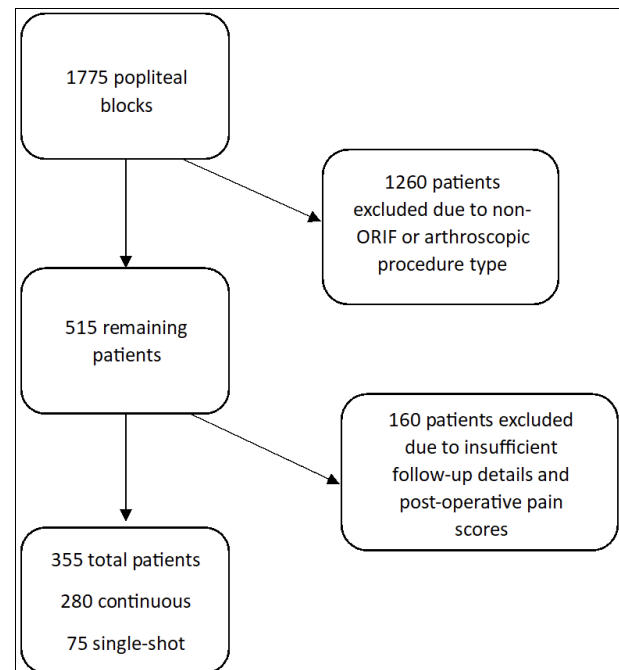 1775 popliteal
blocks
1260 patients
excluded due to non-
ORIF or arthroscopic
procedure type
515 remaining
patients
160 patients excluded
due to insufficient
follow-up details and
post-operative pain
scores
355 total patients
280 continuous
75 single-shot